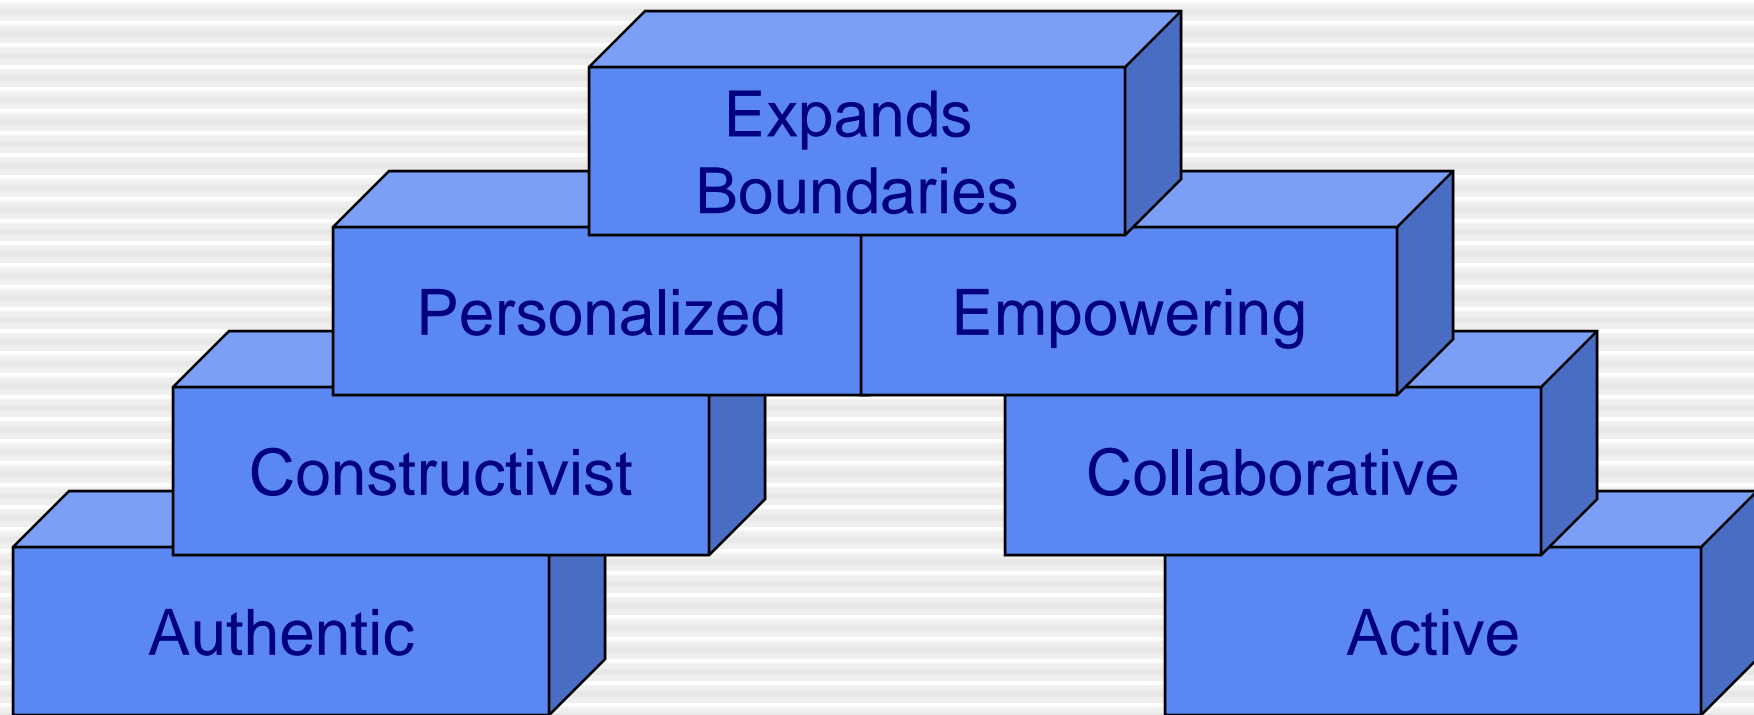 Expands
Boundaries
Personalized
Empowering
Constructivist
Collaborative
Authentic
Active